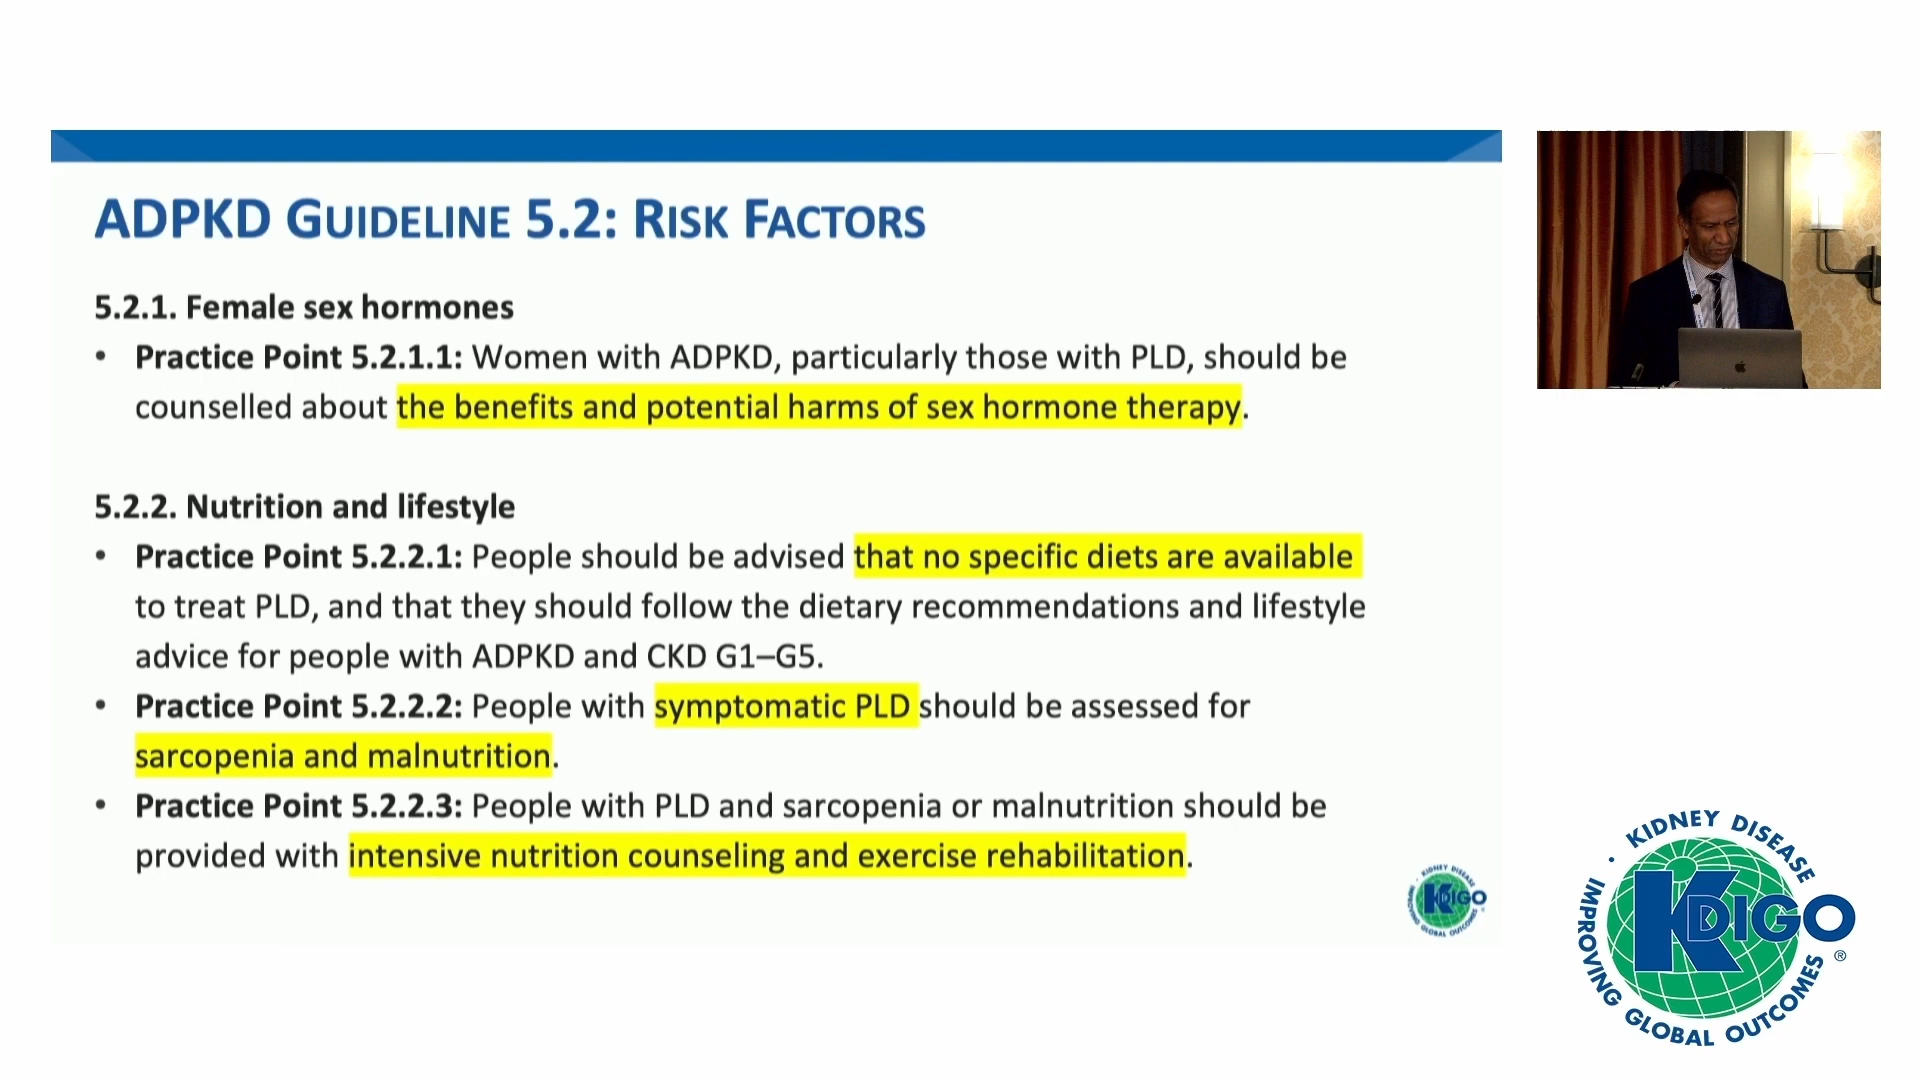 ADPKD GUIDELINE 5.2: RISK FACTORS
5.2.1. Female sex hormones
• Practice Point 5.2.1.1: Women with ADPKD, particularly those with PLD, should be
counselled about the benefits and potential harms of sex hormone therapy.
5.2.2. Nutrition and lifestyle
• Practice Point 5.2.2.1: People should be advised that no specific diets are available
to treat PLD, and that they should follow the dietary recommendations and lifestyle
advice for people with ADPKD and CKD G1–G5.
• Practice Point 5.2.2.2: People with symptomatic PLD should be assessed for
sarcopenia and malnutrition.
• Practice Point 5.2.2.3: People with PLD and sarcopenia or malnutrition should be
provided with intensive nutrition counseling and exercise rehabilitation.
KIDNEY DISEASE
KDIGO
IMPROVING GLOBAL OUTCOMES
· KIDNEY DISEASE
KDIGO
®
IMPROVING GLOBAL OUTCOMES